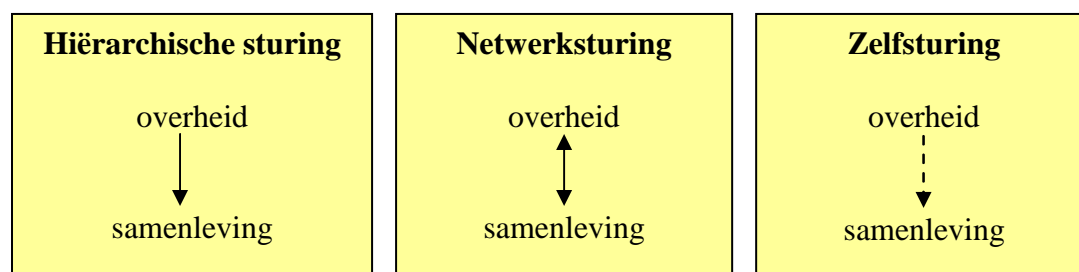 Hiërarchische sturing
overheid
samenleving
Netwerksturing
overheid
samenleving
Zelfsturing
overheid
samenleving